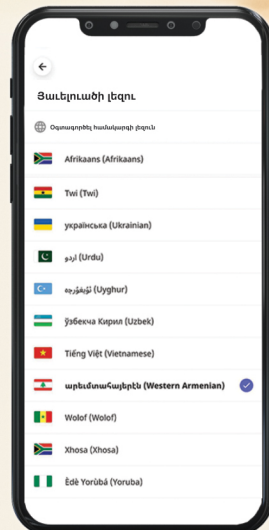 Յաւելուածի լեզու
Օգտագործել համակարգի լեզուն
Afrikaans (Afrikaans)
Twi (Twi)
українська (Ukrainian)
اردو (Urdu)
ئۇيغۇرچە (Uyghur)
ўзбекча Кирил (Uzbek)
Tiếng Việt (Vietnamese)
արեւմտահայերէն (Western Armenian)
Wolof (Wolof)
Xhosa (Xhosa)
Èdè Yorùbá (Yoruba)